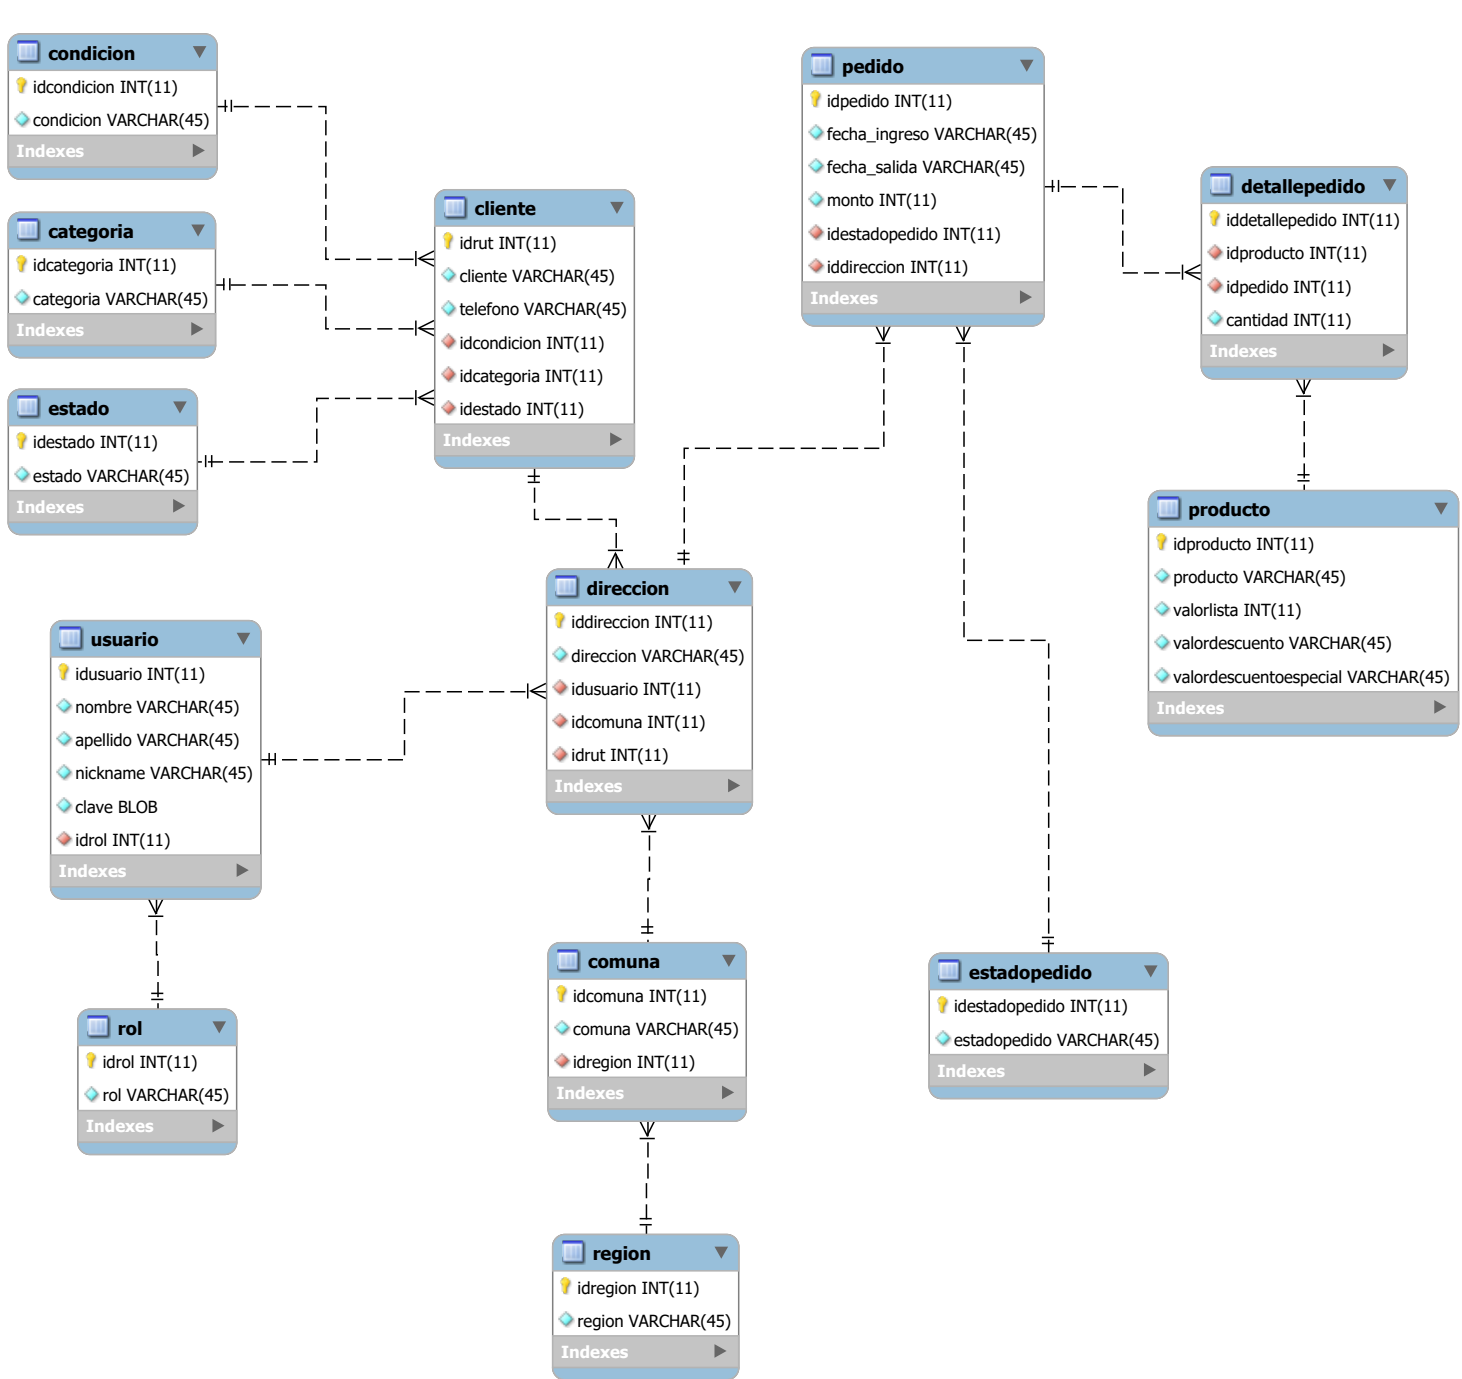 condicion
idcondicion INT(11)
condicion VARCHAR(45)
Indexes
categoria
idcategoria INT(11)
categoria VARCHAR(45)
Indexes
estado
idestado INT(11)
estado VARCHAR(45)
Indexes
cliente
idrut INT(11)
cliente VARCHAR(45)
telefono VARCHAR(45)
idcondicion INT(11)
idcategoria INT(11)
idestado INT(11)
Indexes
pedido
idpedido INT(11)
fecha_ingreso VARCHAR(45)
fecha_salida VARCHAR(45)
monto INT(11)
idestadopedido INT(11)
iddireccion INT(11)
Indexes
detallepedido
iddetallepedido INT(11)
idproducto INT(11)
idpedido INT(11)
cantidad INT(11)
Indexes
producto
idproducto INT(11)
producto VARCHAR(45)
valorlista INT(11)
valordescuento VARCHAR(45)
valordescuentoespecial VARCHAR(45)
Indexes
direccion
iddireccion INT(11)
direccion VARCHAR(45)
idusuario INT(11)
idcomuna INT(11)
idrut INT(11)
Indexes
usuario
idusuario INT(11)
nombre VARCHAR(45)
apellido VARCHAR(45)
nickname VARCHAR(45)
clave BLOB
idrol INT(11)
Indexes
rol
idrol INT(11)
rol VARCHAR(45)
Indexes
comuna
idcomuna INT(11)
comuna VARCHAR(45)
idregion INT(11)
Indexes
estadopedido
idestadopedido INT(11)
estadopedido VARCHAR(45)
Indexes
region
idregion INT(11)
region VARCHAR(45)
Indexes